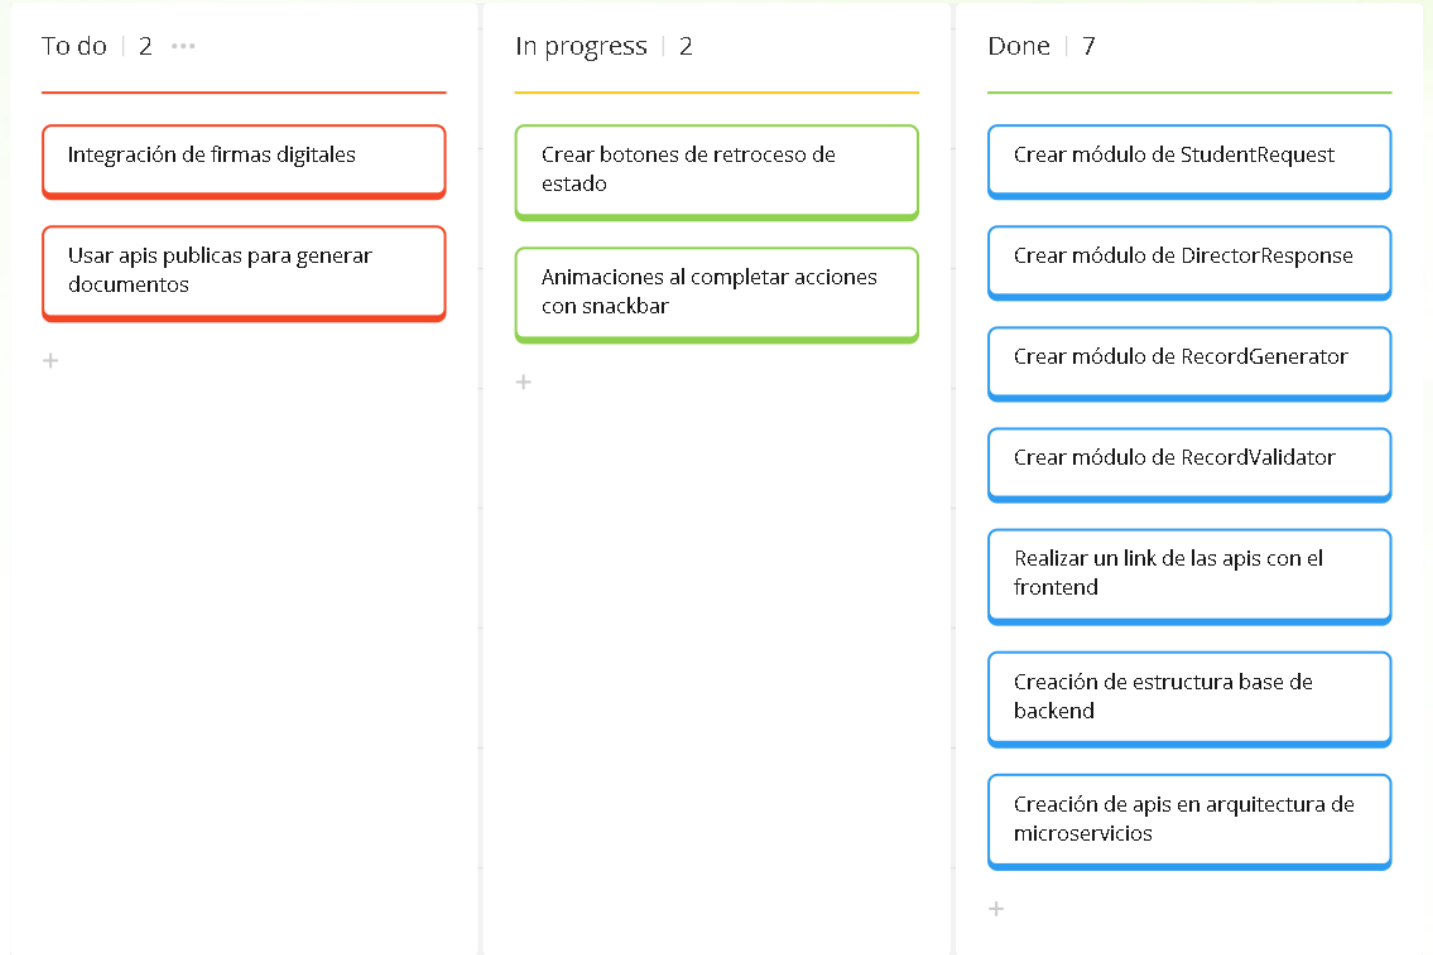 To do | 2 ...
Integración de firmas digitales
Usar apis publicas para generar
documentos
+
In progress | 2
Crear botones de retroceso de
estado
Animaciones al completar acciones
con snackbar
+
Done | 7
Crear módulo de StudentRequest
Crear módulo de DirectorResponse
Crear módulo de RecordGenerator
Crear módulo de RecordValidator
Realizar un link de las apis con el
frontend
Creación de estructura base de
backend
Creación de apis en arquitectura de
microservicios
+